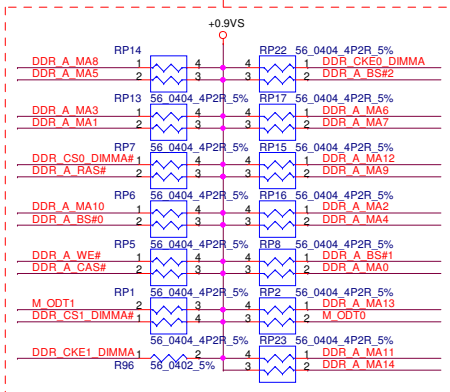 +0.9VS
RP14 RP22 56_0404_4P2R_5%
DDR_A_MA8 1 4 4 1 DDR_CKE0_DIMMA
DDR_A_MA5 2 3 3 2 DDR_A_BS#2
RP13 56_0404_4P2R_5% RP17 56_0404_4P2R_5%
DDR_A_MA3 1 4 4 1 DDR_A_MA6
DDR_A_MA1 2 3 3 2 DDR_A_MA7
RP7 56_0404_4P2R_5% RP15 56_0404_4P2R_5%
DDR_CS0_DIMMA# 1 4 4 1 DDR_A_MA12
DDR_A_RAS# 2 3 3 2 DDR_A_MA9
RP6 56_0404_4P2R_5% RP16 56_0404_4P2R_5%
DDR_A_MA10 1 4 4 1 DDR_A_MA2
DDR_A_BS#0 2 3 3 2 DDR_A_MA4
RP5 56_0404_4P2R_5% RP8 56_0404_4P2R_5%
DDR_A_WE# 1 4 4 1 DDR_A_BS#1
DDR_A_CAS# 2 3 3 2 DDR_A_MA0
RP1 56_0404_4P2R_5% RP2 56_0404_4P2R_5%
M_ODT1 2 3 4 1 DDR_A_MA13
DDR_CS1_DIMMA# 1 4 3 2 M_ODT0
56_0404_4P2R_5% RP23 56_0404_4P2R_5%
DDR_CKE1_DIMMA 1 2 4 1 DDR_A_MA11
R96 56_0402_5% 3 2 DDR_A_MA14